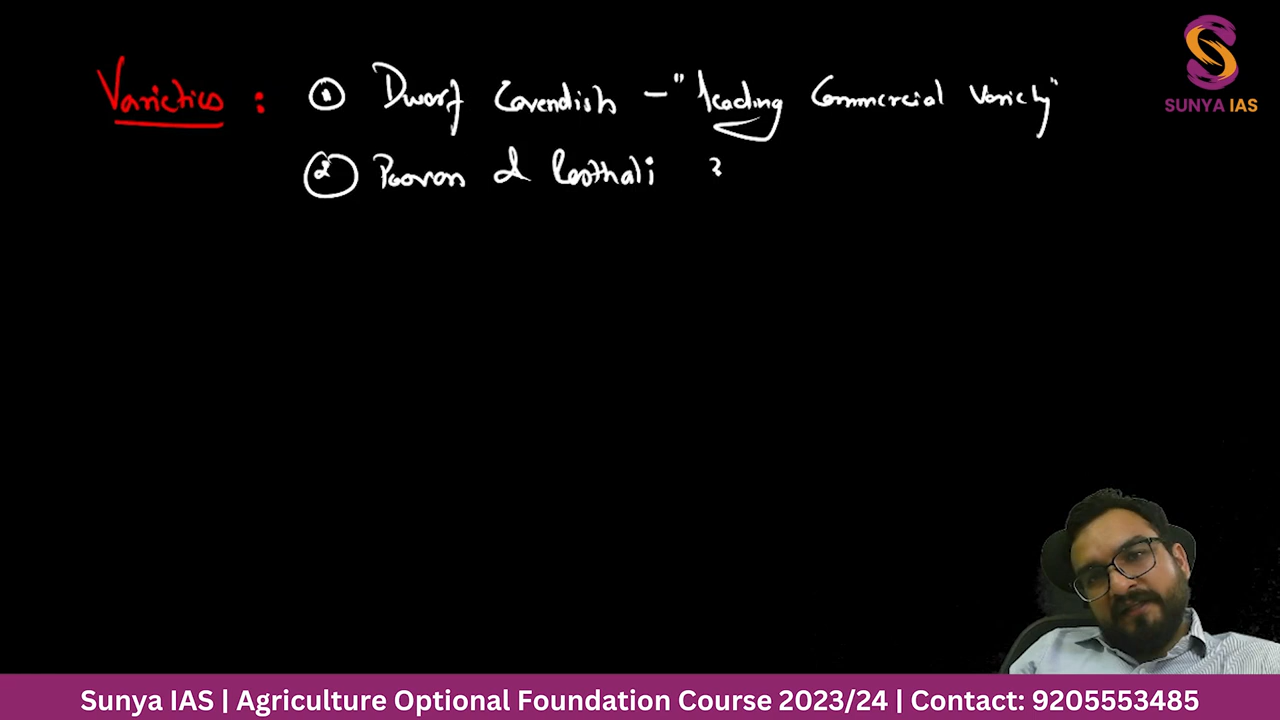 Varieties : ① Dwarf Cavendish - "leading Commercial Variety"
② Poovan & Rasthali
SUNYA IAS
Sunya IAS | Agriculture Optional Foundation Course 2023/24 | Contact: 9205553485